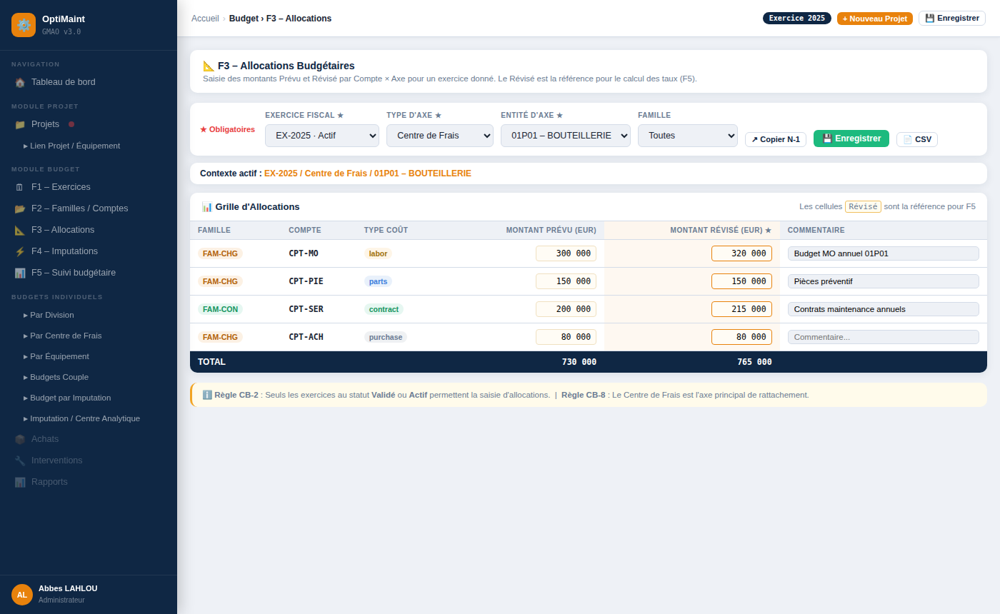 OptiMaint
GMAO v3.0
NAVIGATION
Tableau de bord
MODULE PROJET
Projets
▸ Lien Projet / Équipement
MODULE BUDGET
F1 – Exercices
F2 – Familles / Comptes
F3 – Allocations
F4 – Imputations
F5 – Suivi budgétaire
BUDGETS INDIVIDUELS
▸ Par Division
▸ Par Centre de Frais
▸ Par Équipement
▸ Budgets Couple
▸ Budget par Imputation
▸ Imputation / Centre Analytique
Achats
Interventions
Rapports
AL
Abbes LAHLOU
Administrateur
Accueil › Budget › F3 – Allocations
Exercice 2025
+ Nouveau Projet
💾 Enregistrer
📐 F3 – Allocations Budgétaires
Saisie des montants Prévu et Révisé par Compte × Axe pour un exercice donné. Le Révisé est la référence pour le calcul des taux (F5).
★ Obligatoires
EXERCICE FISCAL ★ TYPE D'AXE ★ ENTITÉ D'AXE ★ FAMILLE
EX-2025 · Actif Centre de Frais 01P01 – BOUTEILLERIE Toutes
↗ Copier N-1 💾 Enregistrer 📄 CSV
Contexte actif : EX-2025 / Centre de Frais / 01P01 – BOUTEILLERIE
📊 Grille d'Allocations
Les cellules Révisé sont la référence pour F5
FAMILLE COMPTE TYPE COÛT MONTANT PRÉVU (EUR) MONTANT RÉVISÉ (EUR) ★ COMMENTAIRE
FAM-CHG CPT-MO labor 300 000 320 000 Budget MO annuel 01P01
FAM-CHG CPT-PIE parts 150 000 150 000 Pièces préventif
FAM-CON CPT-SER contract 200 000 215 000 Contrats maintenance annuels
FAM-CHG CPT-ACH purchase 80 000 80 000 Commentaire...
TOTAL 730 000 765 000
ℹ️ Règle CB-2 : Seuls les exercices au statut Validé ou Actif permettent la saisie d'allocations. | Règle CB-8 : Le Centre de Frais est l'axe principal de rattachement.